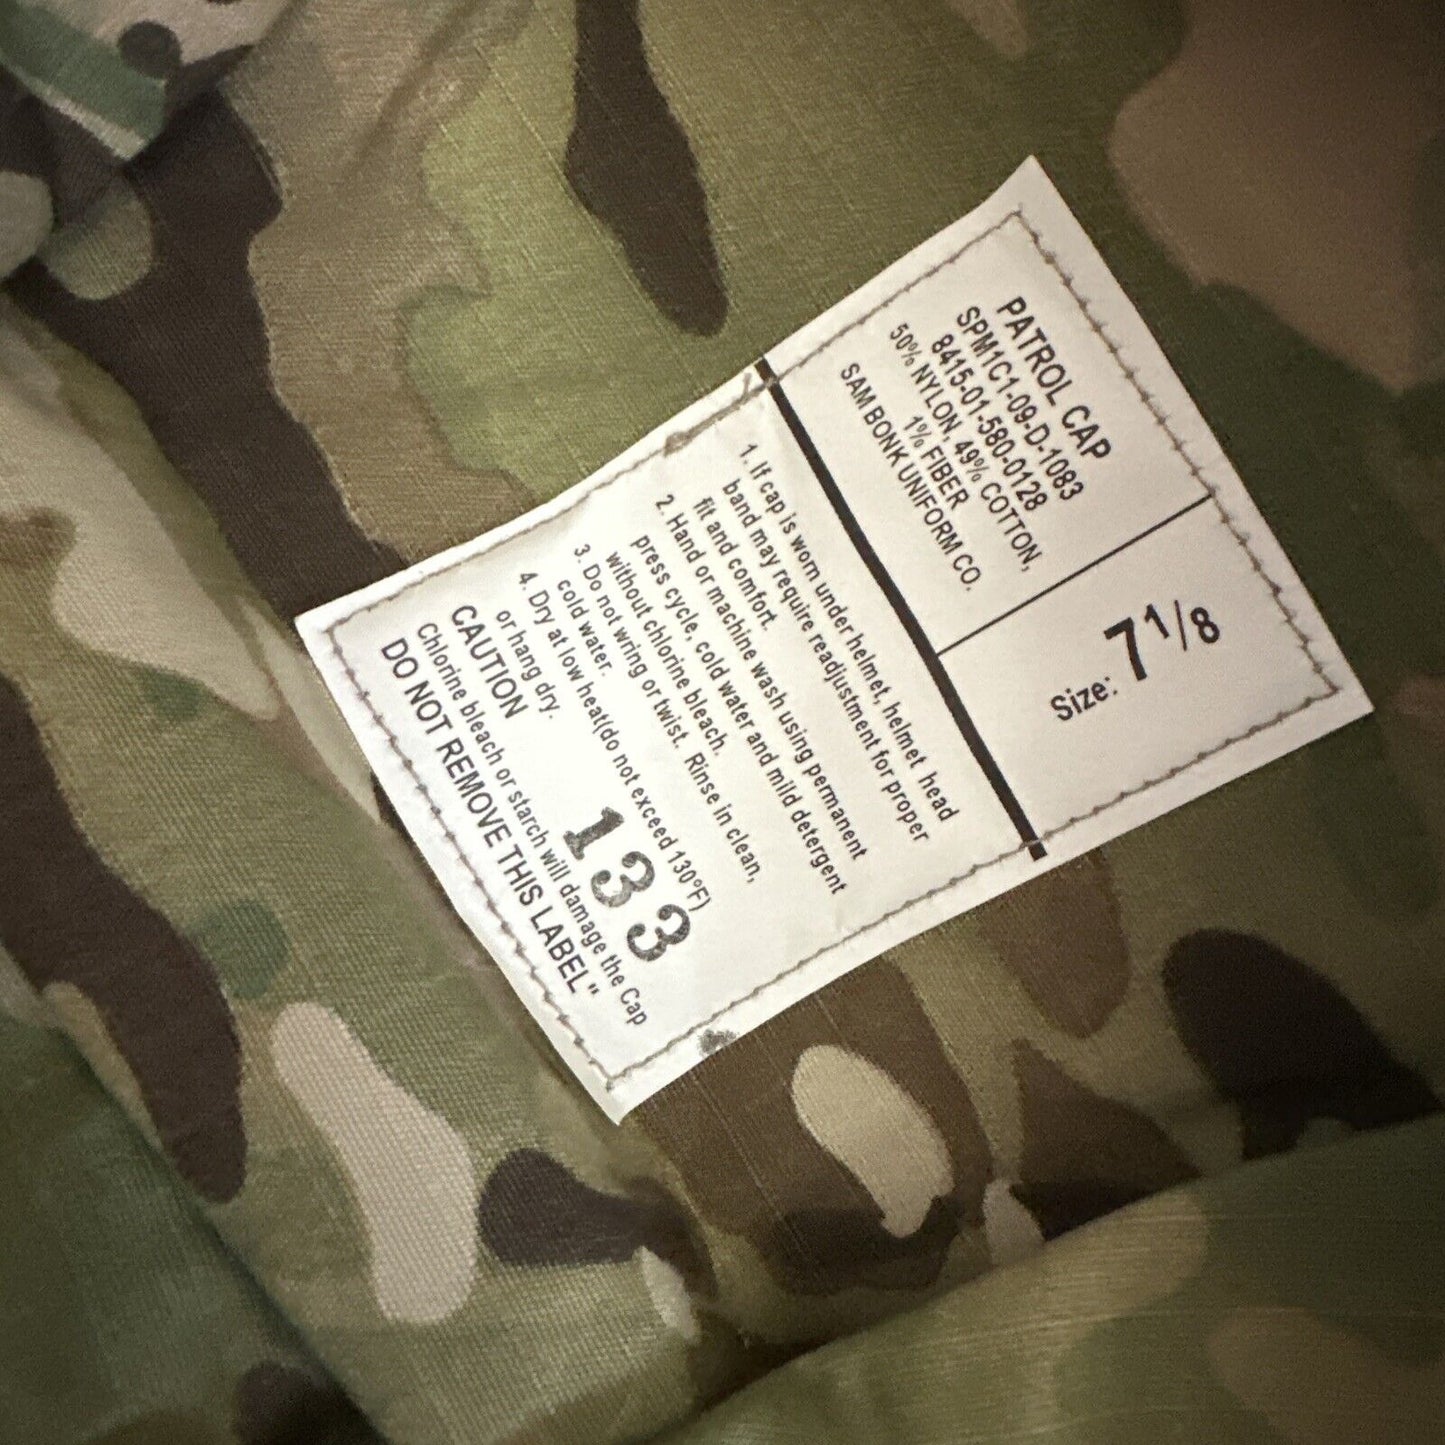 PATROL CAP
SPM1C1-09-D-1083
8415-01-580-0128
50% NYLON, 49% COTTON,
1% FIBER
SAM BONK UNIFORM CO.
Size: 7 1/8
1. If cap is worn under helmet, helmet head
band may require readjustment for proper
fit and comfort.
2. Hand or machine wash using permanent
press cycle, cold water and mild detergent
without chlorine bleach.
3. Do not wring or twist. Rinse in clean,
cold water.
4. Dry at low heat(do not exceed 130°F)
or hang dry.
CAUTION
Chlorine bleach or starch will damage the Cap
DO NOT REMOVE THIS LABEL"
133